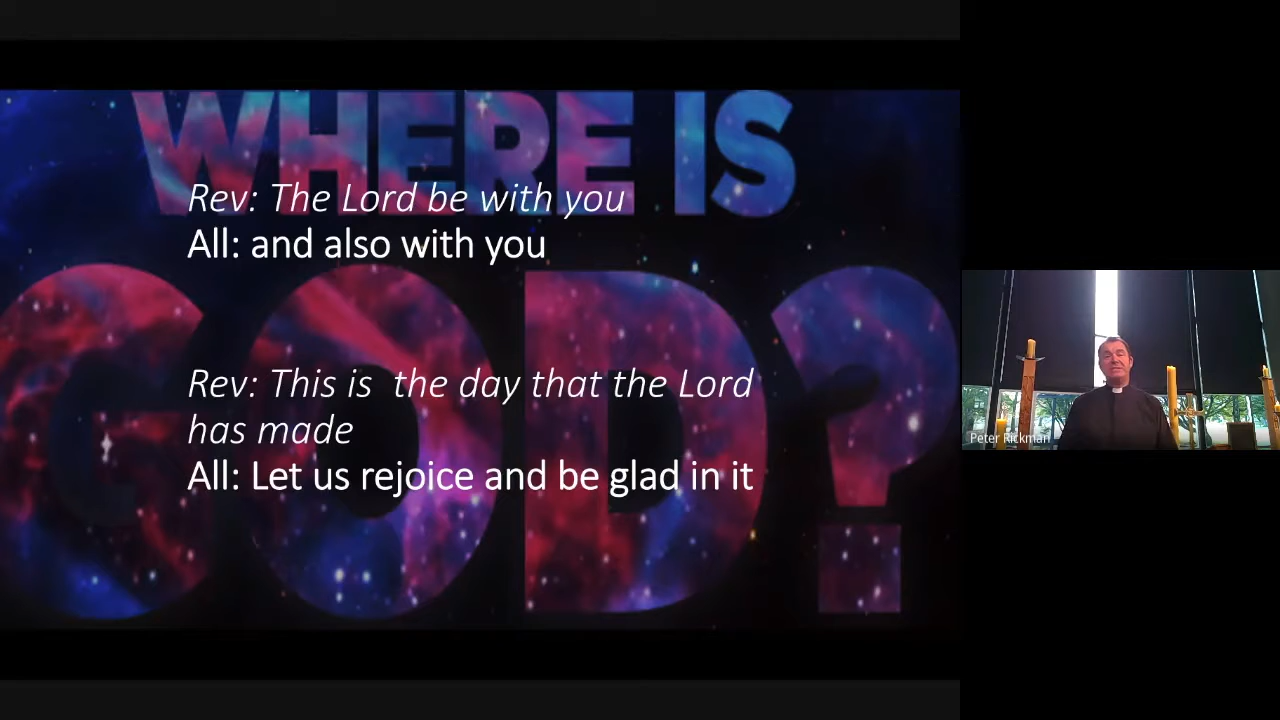 WHERE IS
Rev: The Lord be with you
All: and also with you
GOD?
Rev: This is  the day that the Lord
has made
All: Let us rejoice and be glad in it
Peter Rickman